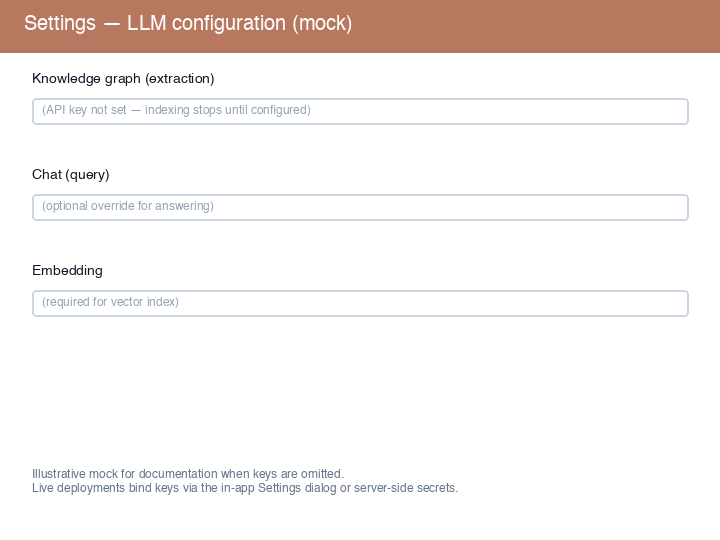 Settings — LLM configuration (mock)
Knowledge graph (extraction)
(API key not set — indexing stops until configured)
Chat (query)
(optional override for answering)
Embedding
(required for vector index)
Illustrative mock for documentation when keys are omitted.
Live deployments bind keys via the in-app Settings dialog or server-side secrets.